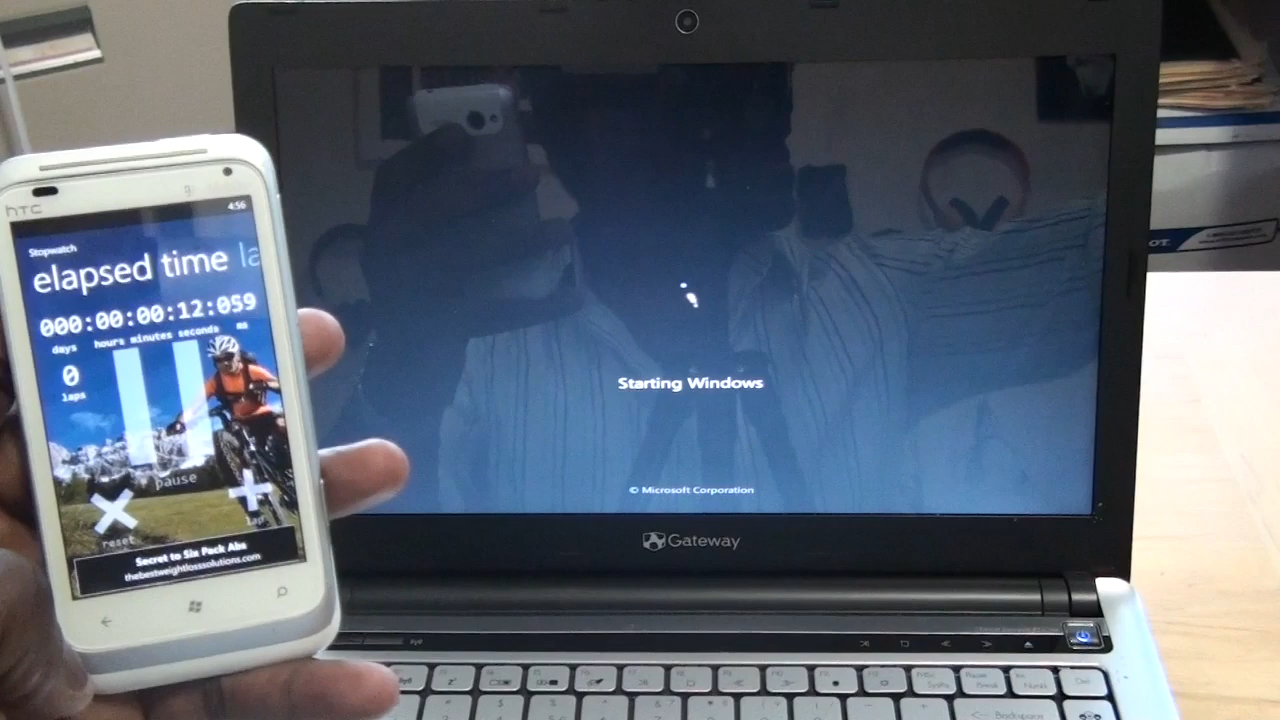 hTC
4:56
Stopwatch
elapsed time la
000:00:00:12:059
days hours minutes seconds ms
0
laps
pause
reset
lap
Secret to Six Pack Abs
thebestweightlosssolutions.com
Starting Windows
© Microsoft Corporation
Gateway
Backspace